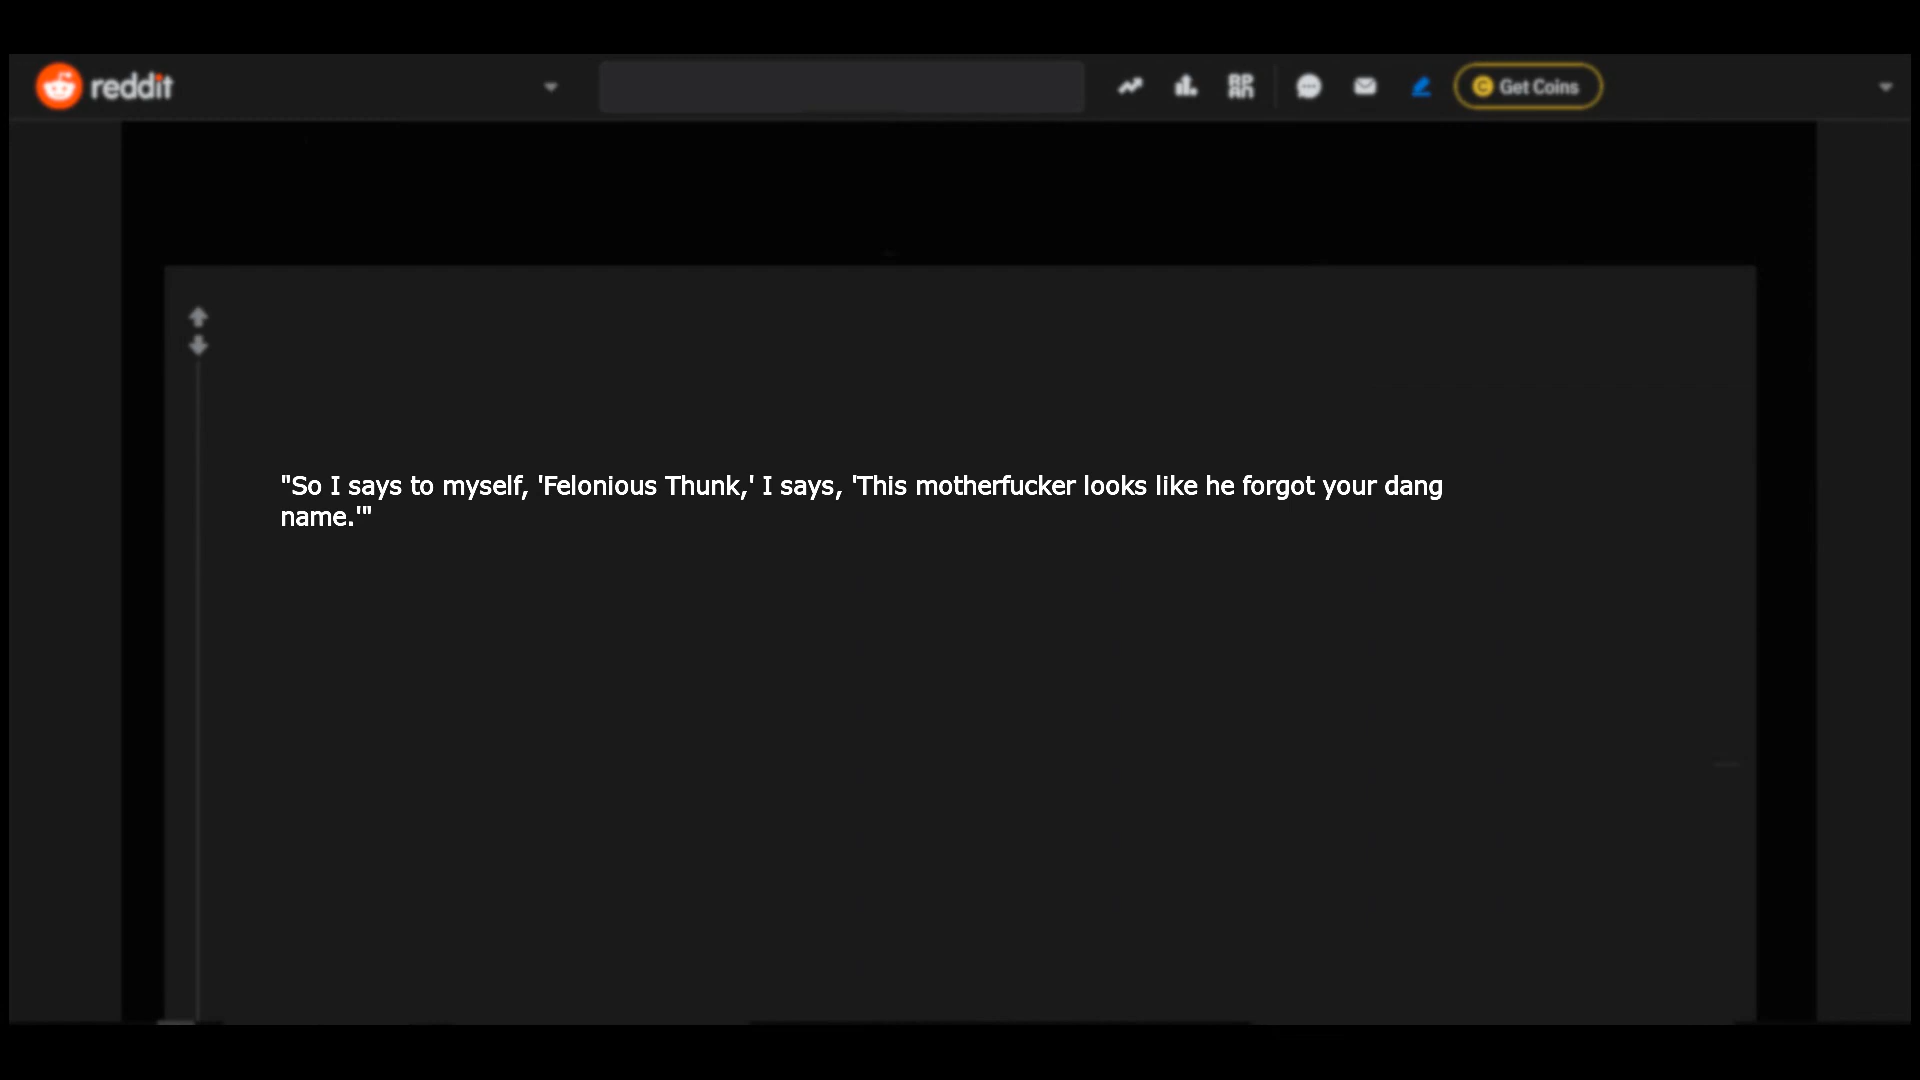 reddit
RPAN
Get Coins
"So I says to myself, 'Felonious Thunk,' I says, 'This motherfucker looks like he forgot your dang
name.'"